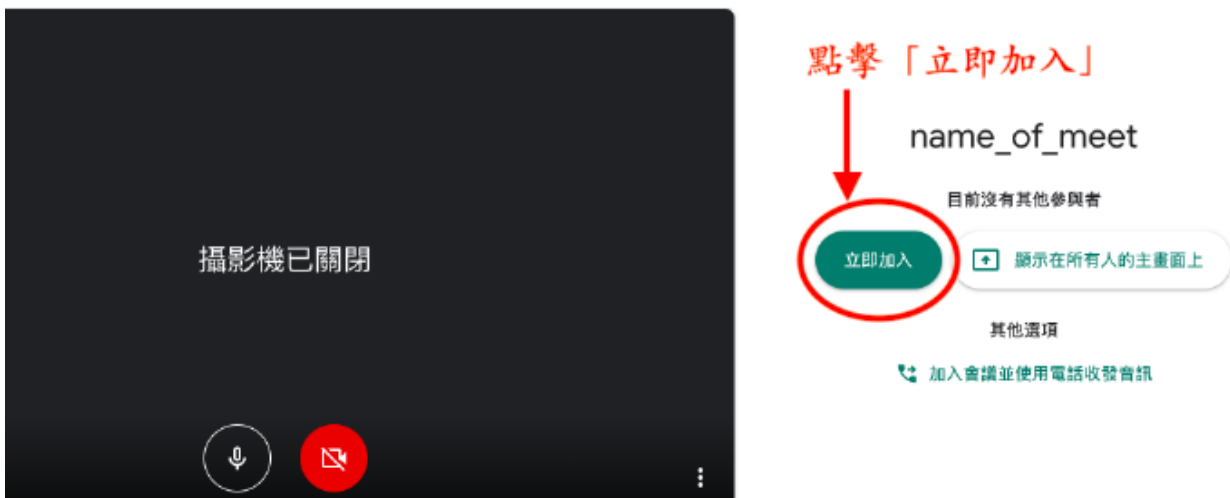 攝影機已關閉
點擊「立即加入」
name_of_meet
目前沒有其他參與者
立即加入
顯示在所有人的主畫面上
其他選項
加入會議並使用電話收發音訊